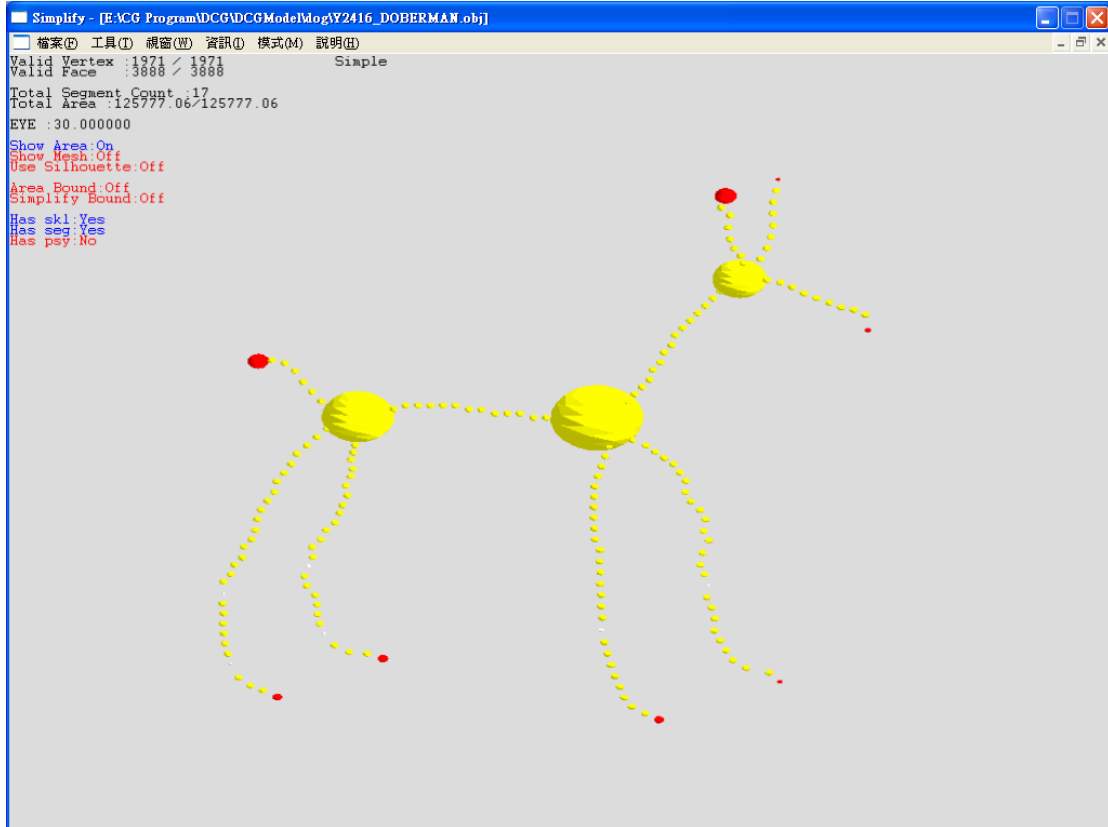 Simplify - [E:\CG Program\DCG\DCGModel\dog\Y2416_DOBERMAN.obj]
檔案(F) 工具(T) 視窗(W) 資訊(I) 模式(M) 說明(H)
Valid Vertex :1971 / 1971 Simple
Valid Face :3888 / 3888
Total Segment Count :17
Total Area :125777.06/125777.06
EYE :30.000000
Show Area:On
Show Mesh:Off
Use Silhouette:Off
Area Bound:Off
Simplify Bound:Off
Has skl:Yes
Has seg:Yes
Has psy:No